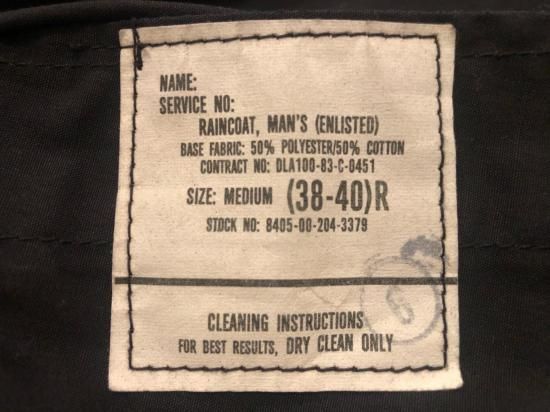 NAME:
SERVICE NO:
RAINCOAT, MAN'S (ENLISTED)
BASE FABRIC: 50% POLYESTER/50% COTTON
CONTRACT NO: DLA100-83-C-0451
SIZE: MEDIUM (38-40)R
STOCK NO: 8405-00-204-3379
6
CLEANING INSTRUCTIONS
FOR BEST RESULTS, DRY CLEAN ONLY